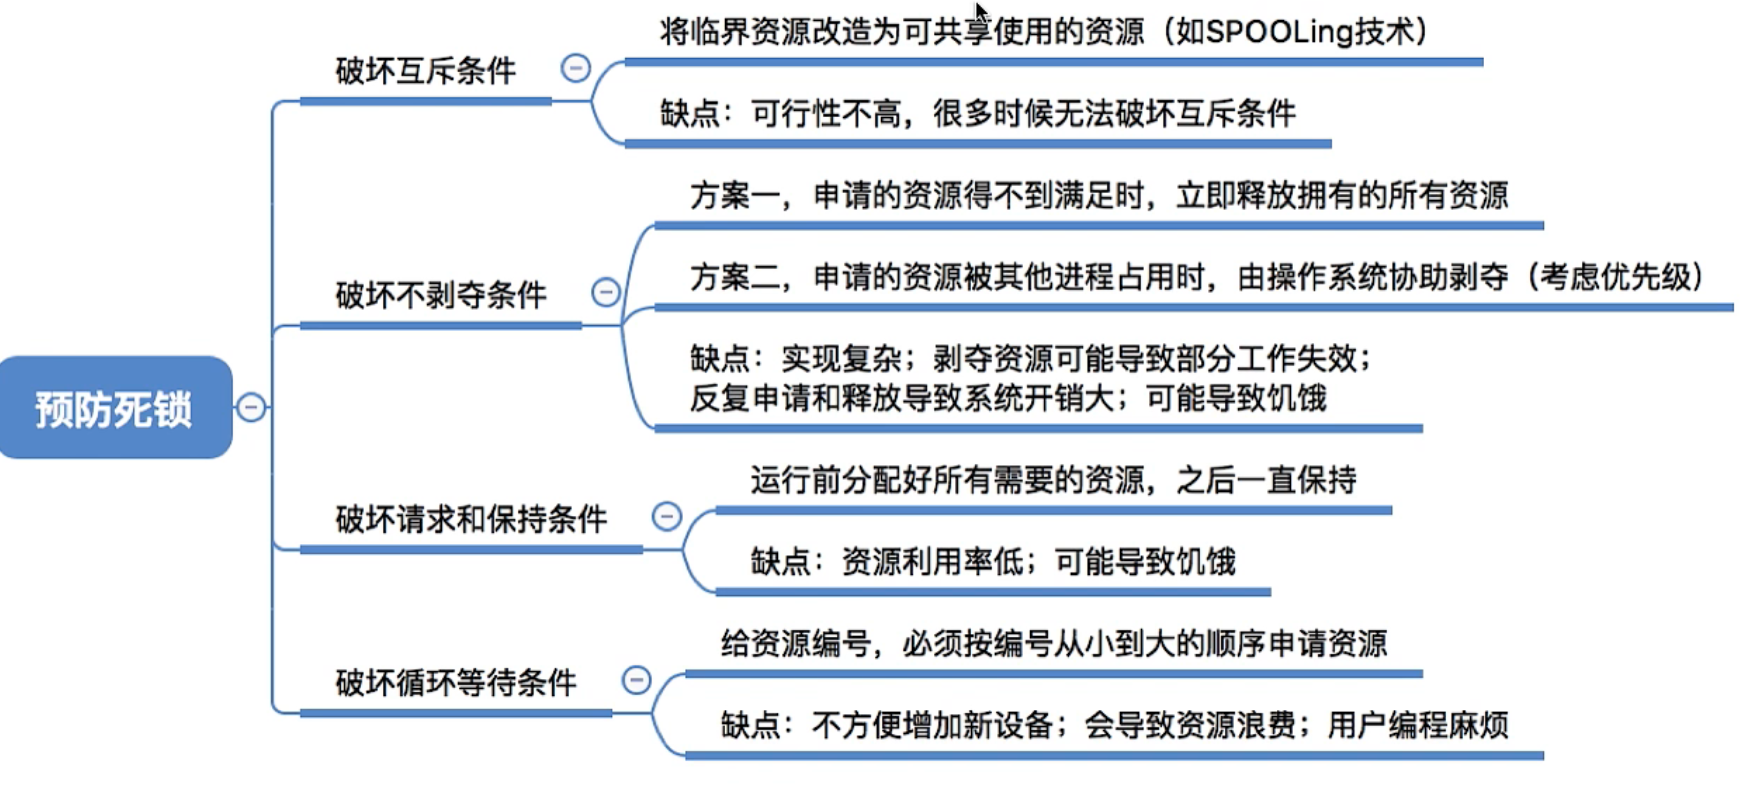 预防死锁
破坏互斥条件
将临界资源改造为可共享使用的资源（如SPOOLing技术）
缺点：可行性不高，很多时候无法破坏互斥条件
破坏不剥夺条件
方案一，申请的资源得不到满足时，立即释放拥有的所有资源
方案二，申请的资源被其他进程占用时，由操作系统协助剥夺（考虑优先级）
缺点：实现复杂；剥夺资源可能导致部分工作失效；
反复申请和释放导致系统开销大；可能导致饥饿
破坏请求和保持条件
运行前分配好所有需要的资源，之后一直保持
缺点：资源利用率低；可能导致饥饿
破坏循环等待条件
给资源编号，必须按编号从小到大的顺序申请资源
缺点：不方便增加新设备；会导致资源浪费；用户编程麻烦